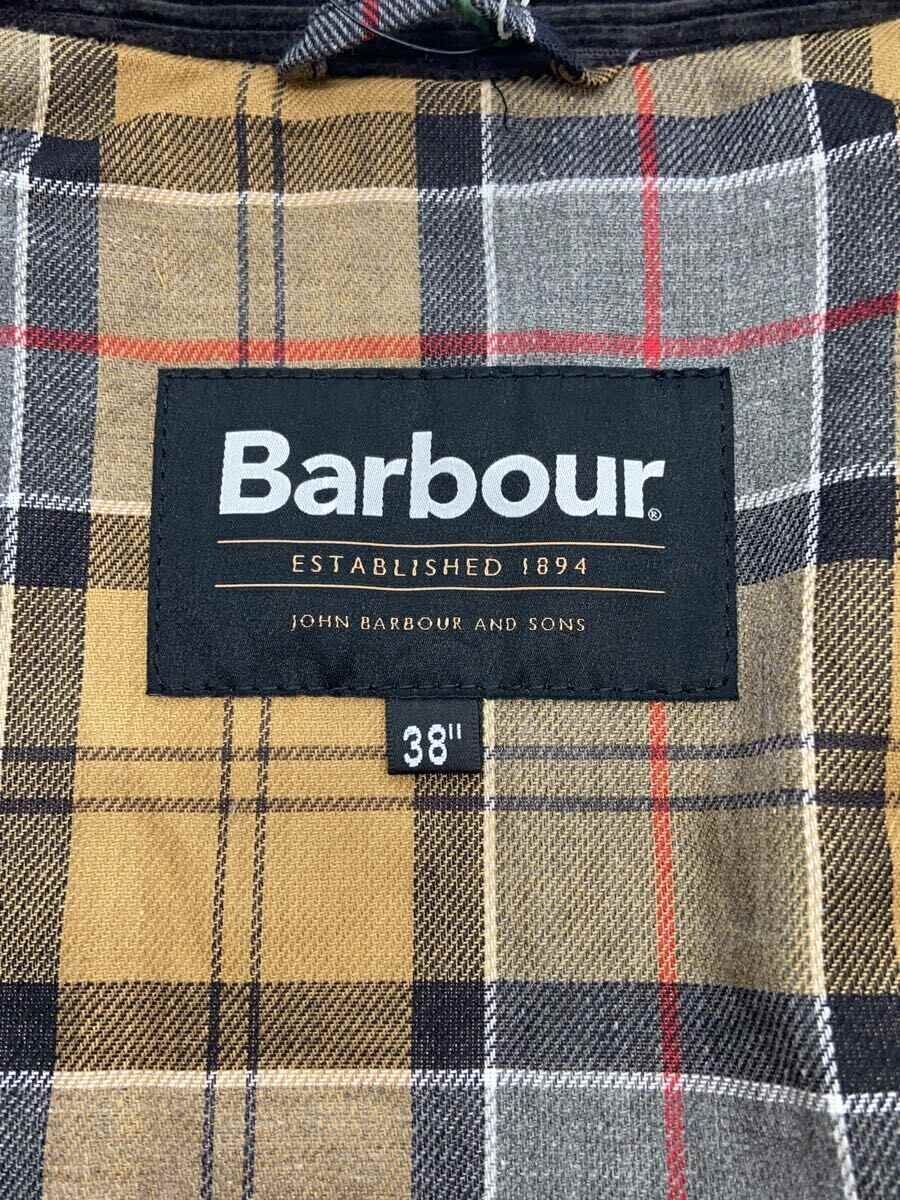 Barbour®
ESTABLISHED 1894
JOHN BARBOUR AND SONS
38"